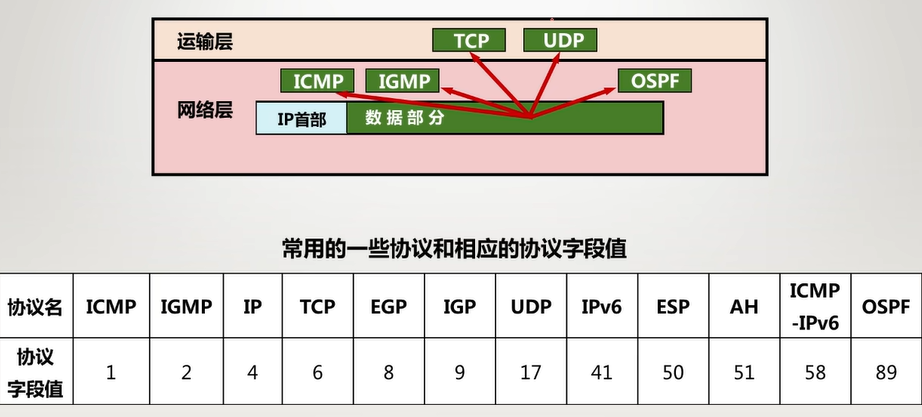 运输层 TCP UDP
ICMP IGMP OSPF
网络层
IP首部 数据部分
常用的一些协议和相应的协议字段值
协议名 ICMP IGMP IP TCP EGP IGP UDP IPv6 ESP AH ICMP-IPv6 OSPF
协议字段值 1 2 4 6 8 9 17 41 50 51 58 89